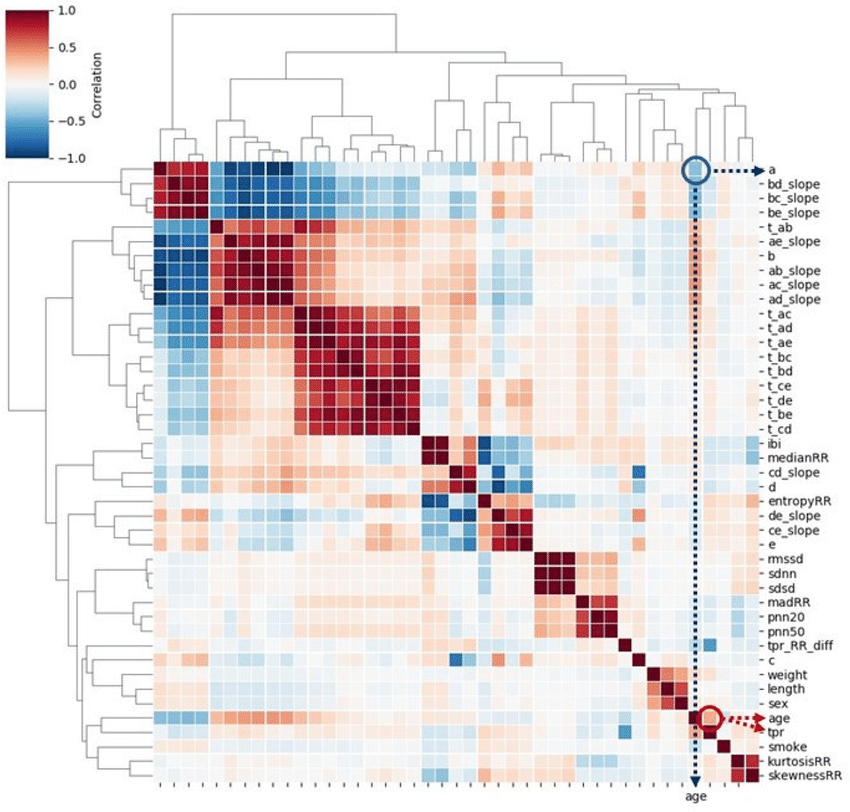 1.0
0.5
0.0
−0.5
−1.0
Correlation
a
bd_slope
bc_slope
be_slope
t_ab
ae_slope
b
ab_slope
ac_slope
ad_slope
t_ac
t_ad
t_ae
t_bc
t_bd
t_ce
t_de
t_be
t_cd
ibi
medianRR
cd_slope
d
entropyRR
de_slope
ce_slope
e
rmssd
sdnn
sdsd
madRR
pnn20
pnn50
tpr_RR_diff
c
weight
length
sex
age
tpr
smoke
kurtosisRR
skewnessRR
age